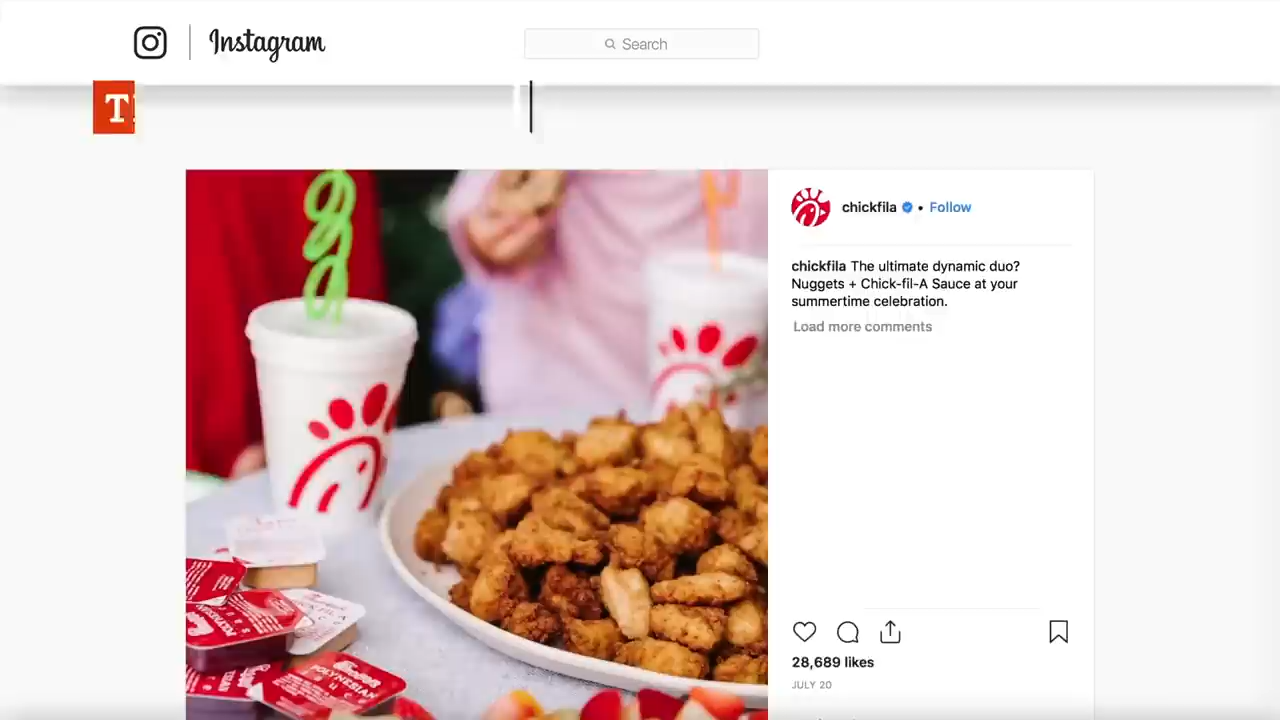 Instagram
Search
T
chickfila • Follow
chickfila The ultimate dynamic duo?
Nuggets + Chick-fil-A Sauce at your
summertime celebration.
Load more comments
28,689 likes
JULY 20
POLYNESIAN